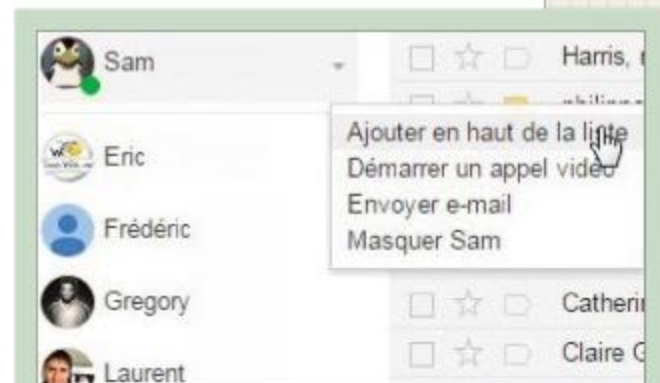 Sam
Harris,
Ajouter en haut de la liste
Démarrer un appel vidéo
Envoyer e-mail
Masquer Sam
Eric
Frédéric
Gregory
Catheri
Laurent
Claire G